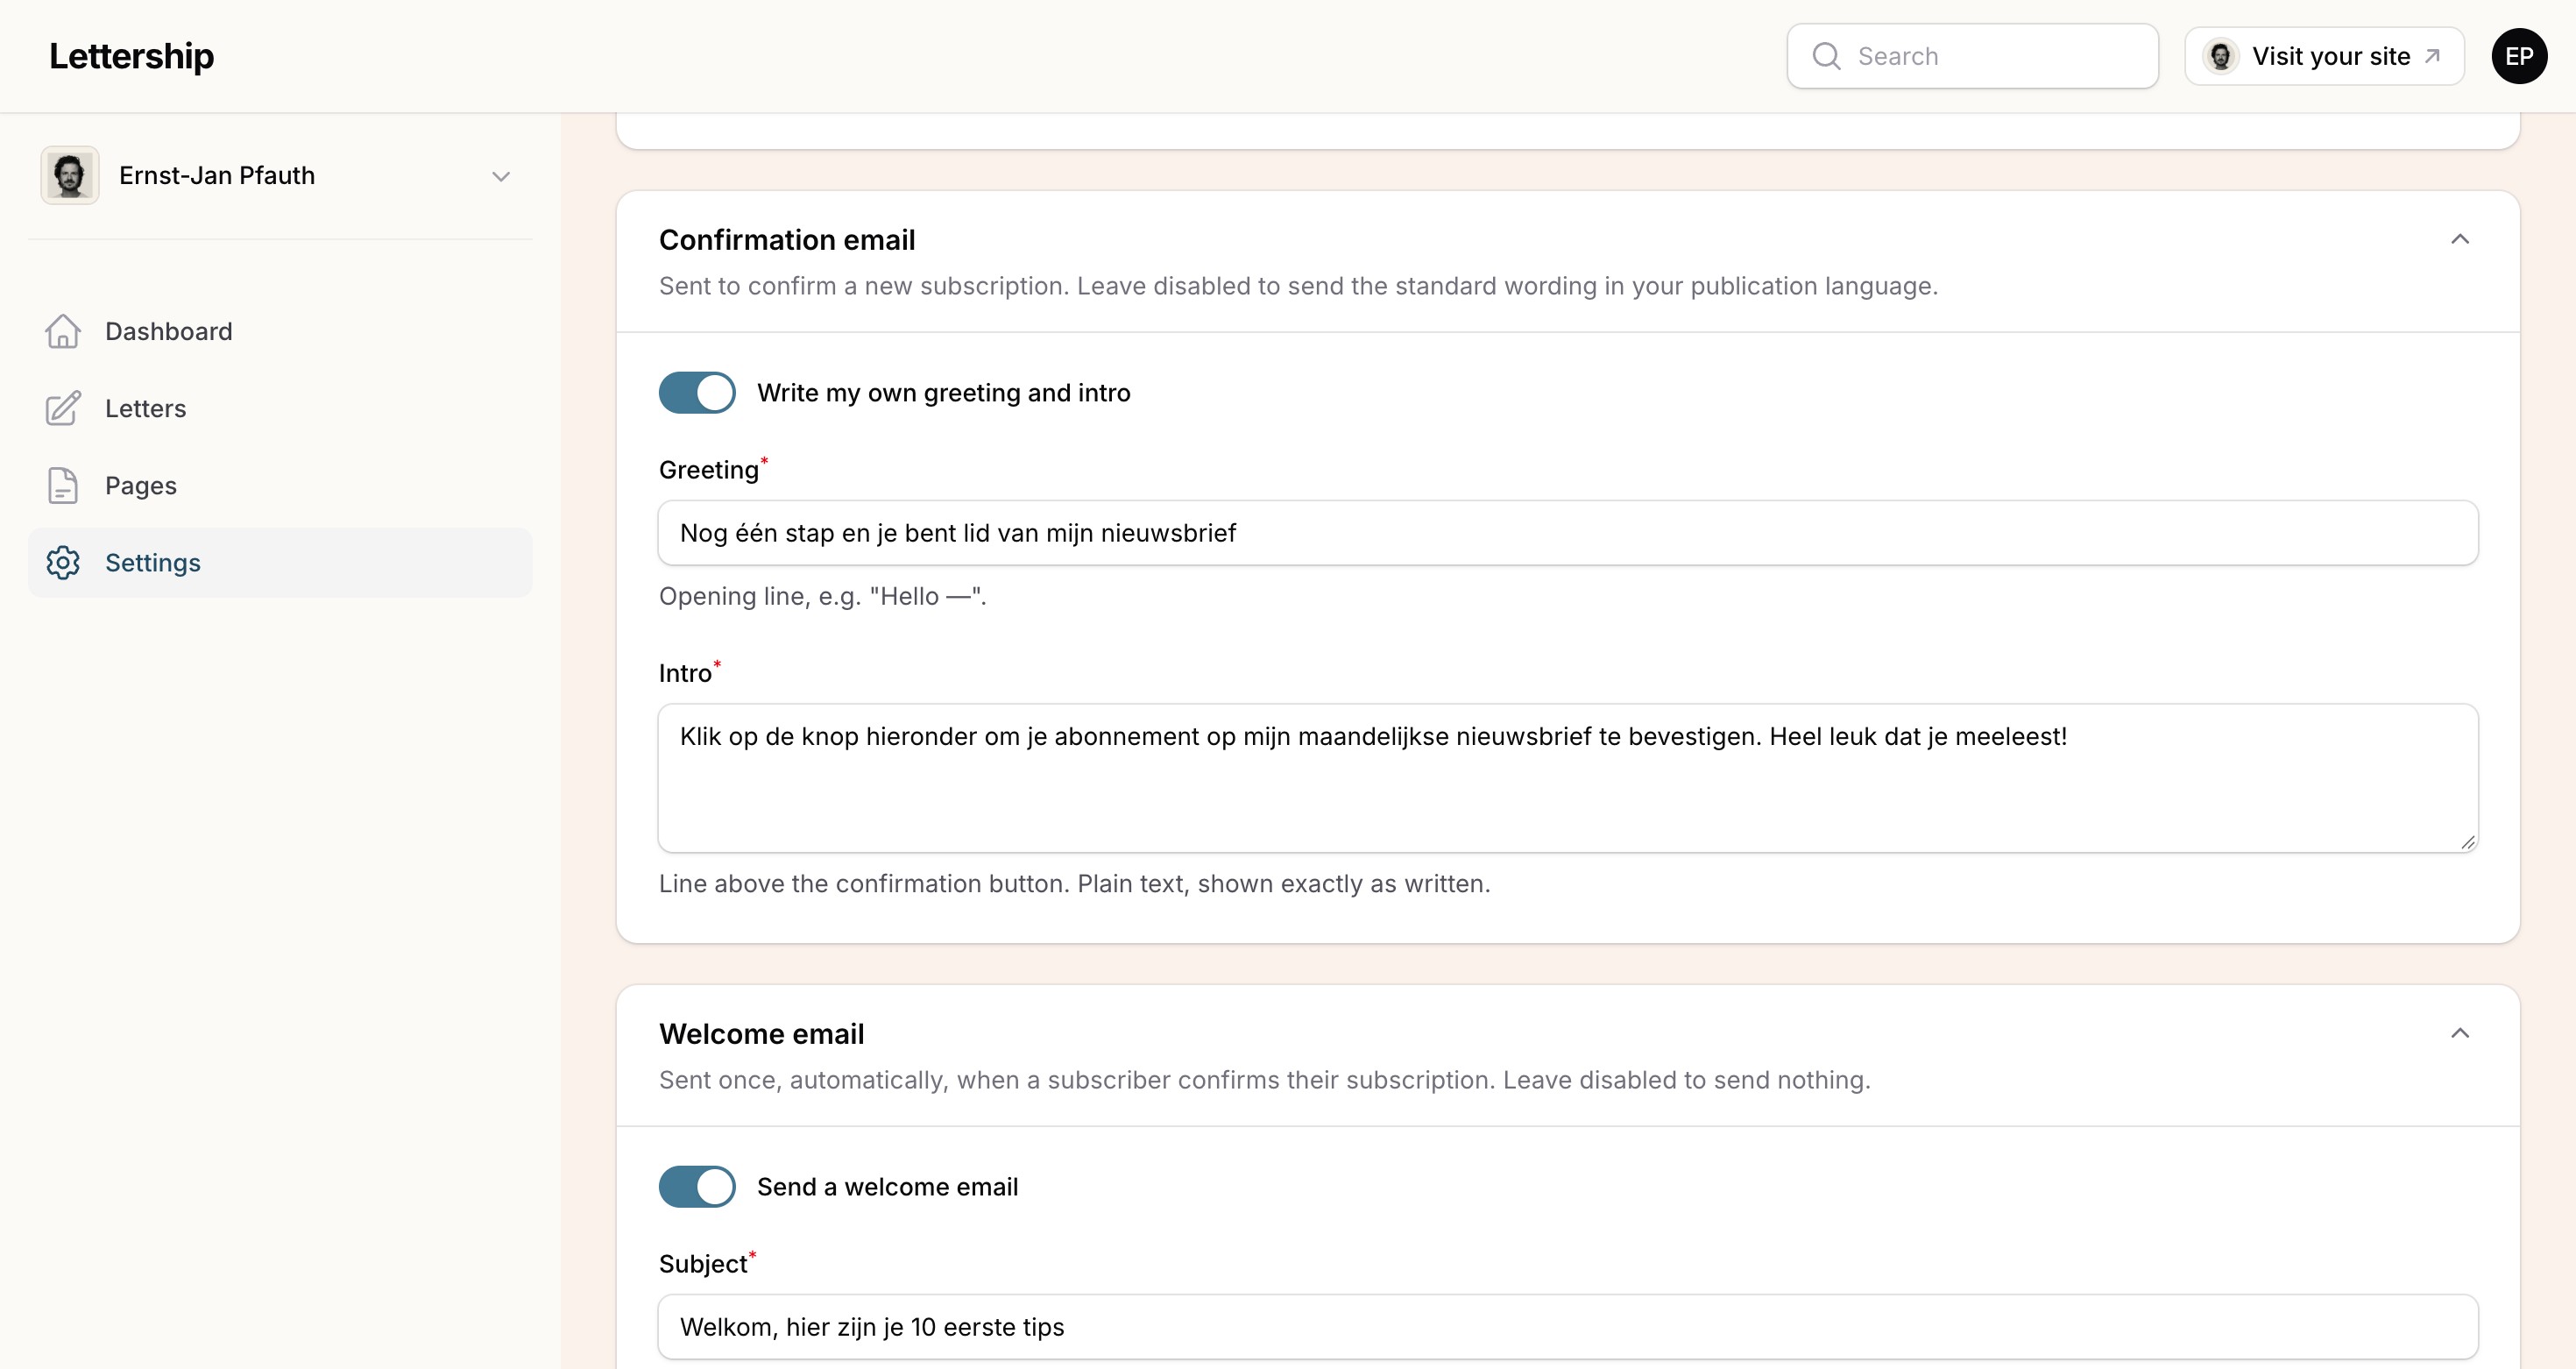 Lettership
Search
Visit your site
EP
Ernst-Jan Pfauth
Dashboard
Letters
Pages
Settings
Confirmation email
Sent to confirm a new subscription. Leave disabled to send the standard wording in your publication language.
Write my own greeting and intro
Greeting*
Nog één stap en je bent lid van mijn nieuwsbrief
Opening line, e.g. "Hello —".
Intro*
Klik op de knop hieronder om je abonnement op mijn maandelijkse nieuwsbrief te bevestigen. Heel leuk dat je meeleest!
Line above the confirmation button. Plain text, shown exactly as written.
Welcome email
Sent once, automatically, when a subscriber confirms their subscription. Leave disabled to send nothing.
Send a welcome email
Subject*
Welkom, hier zijn je 10 eerste tips